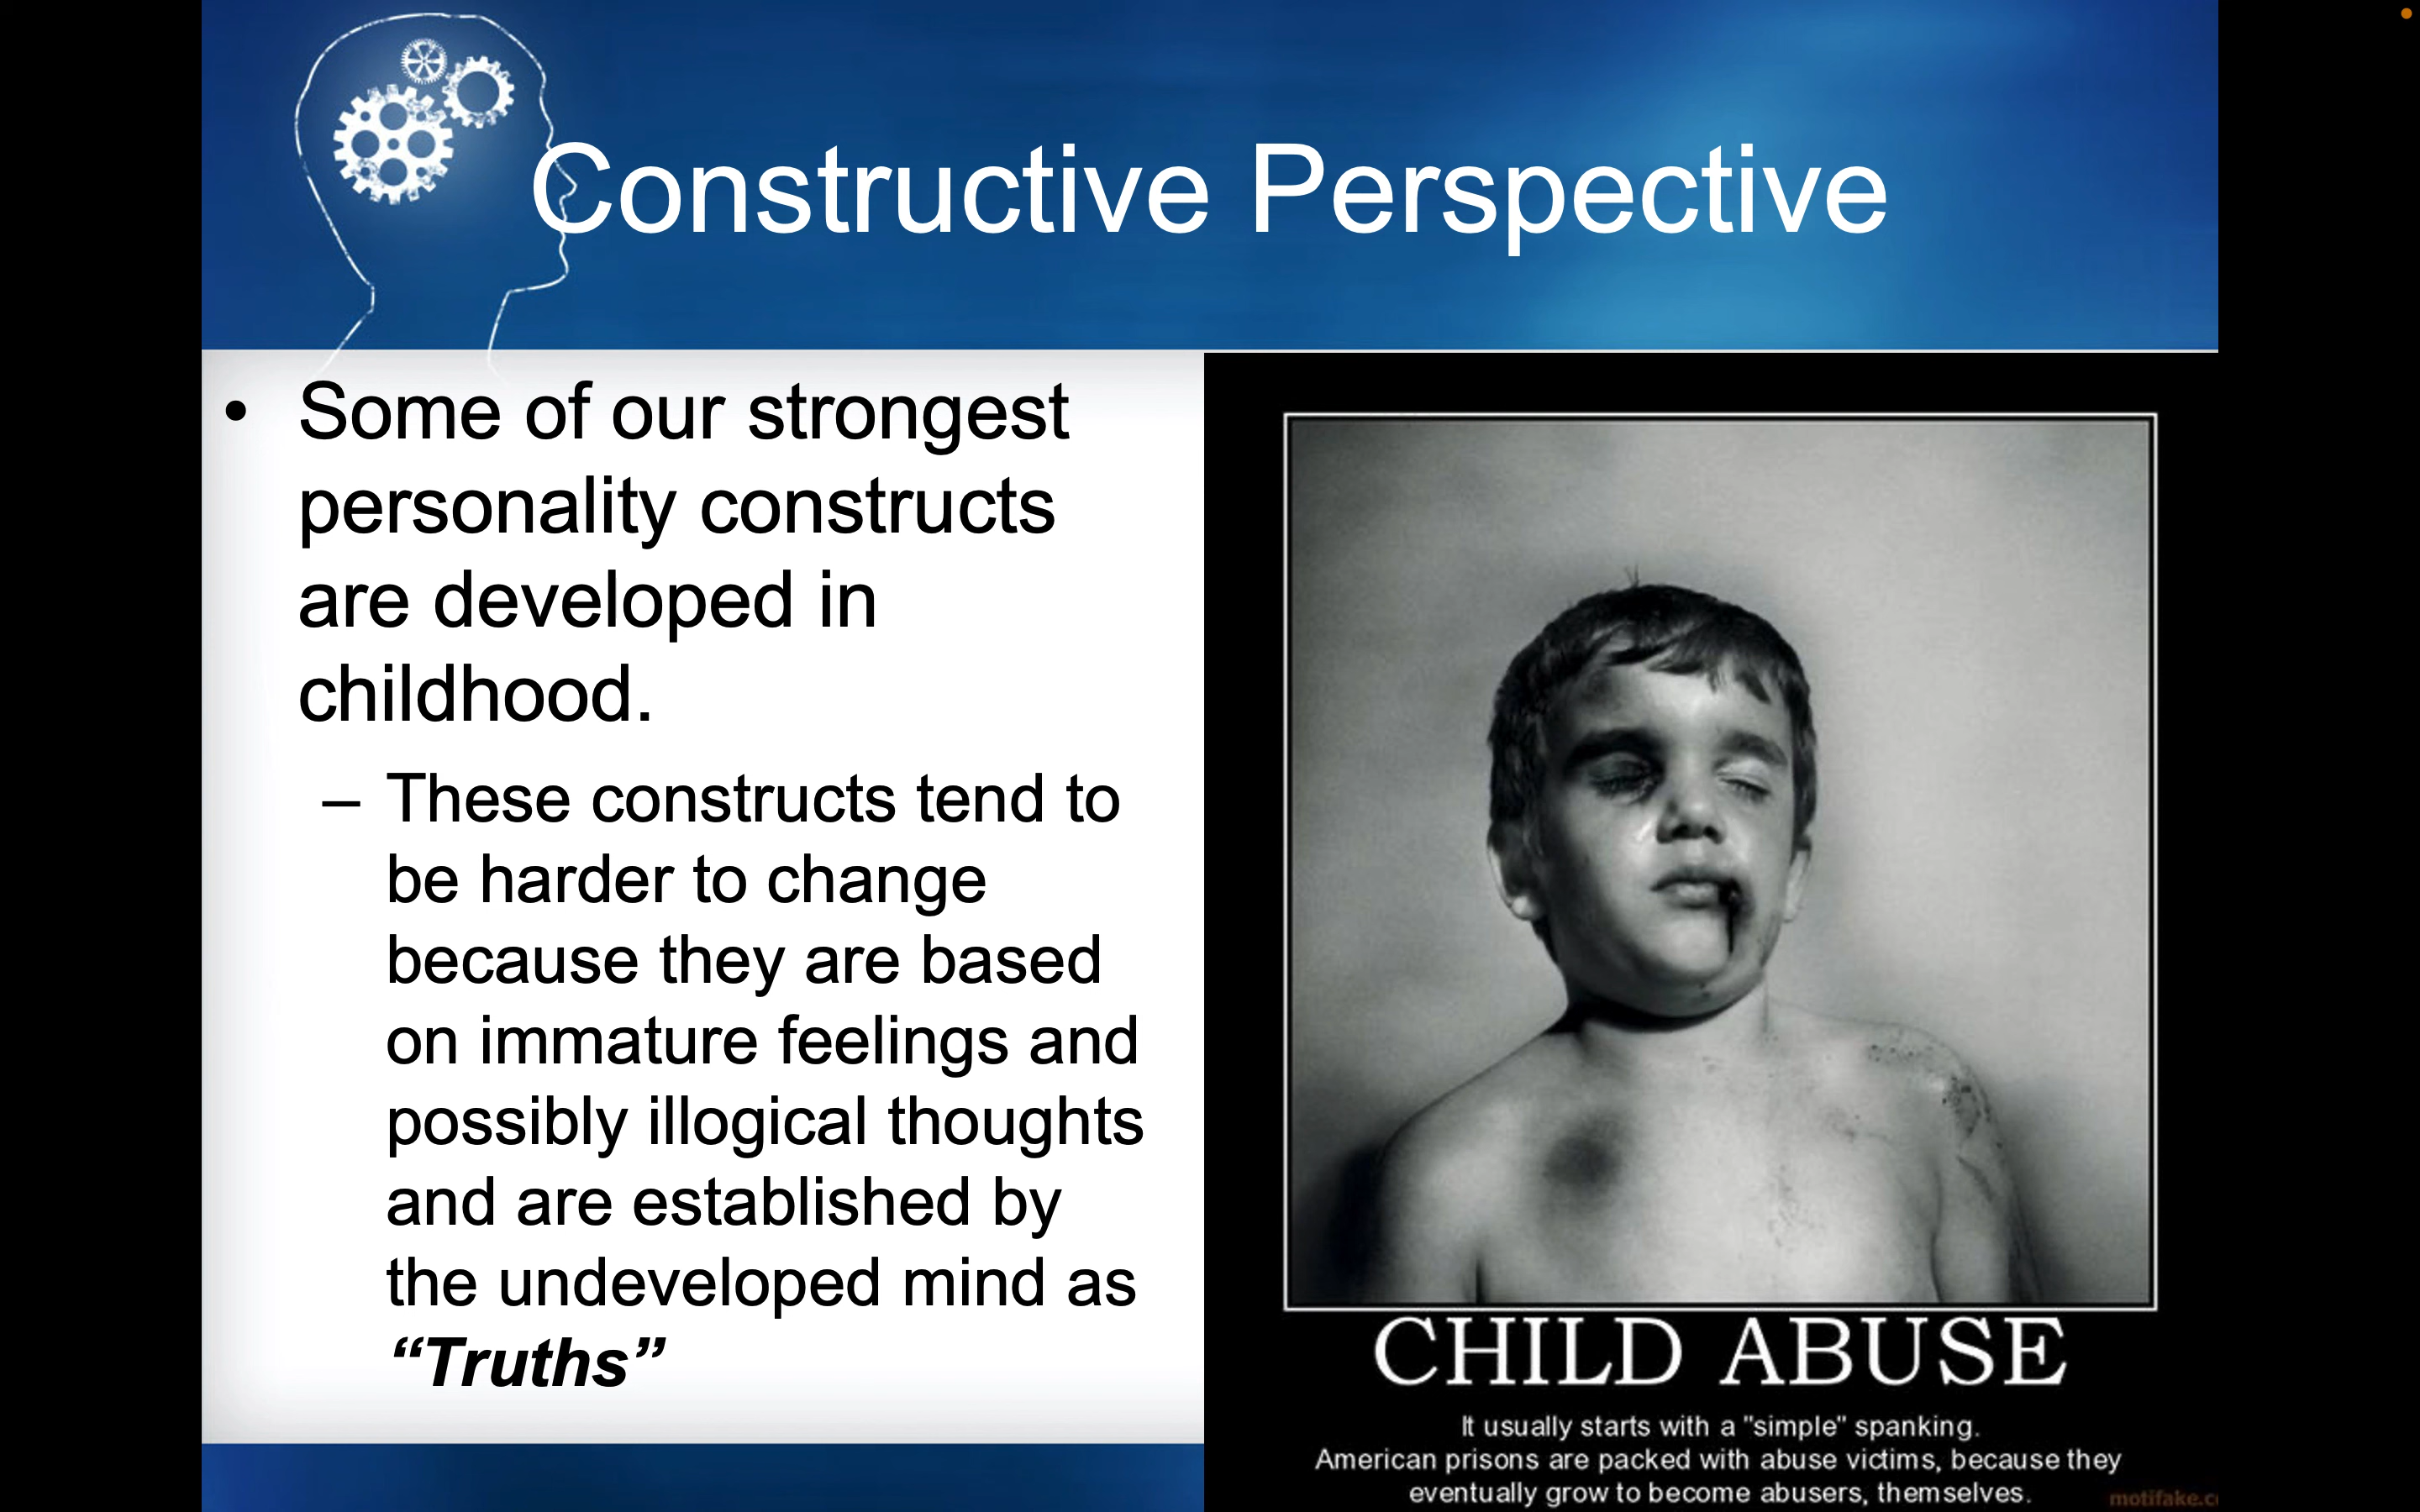 Constructive Perspective
• Some of our strongest
personality constructs
are developed in
childhood.
– These constructs tend to
be harder to change
because they are based
on immature feelings and
possibly illogical thoughts
and are established by
the undeveloped mind as
“Truths”
CHILD ABUSE
It usually starts with a "simple" spanking.
American prisons are packed with abuse victims, because they
eventually grow to become abusers, themselves.
motifake.c